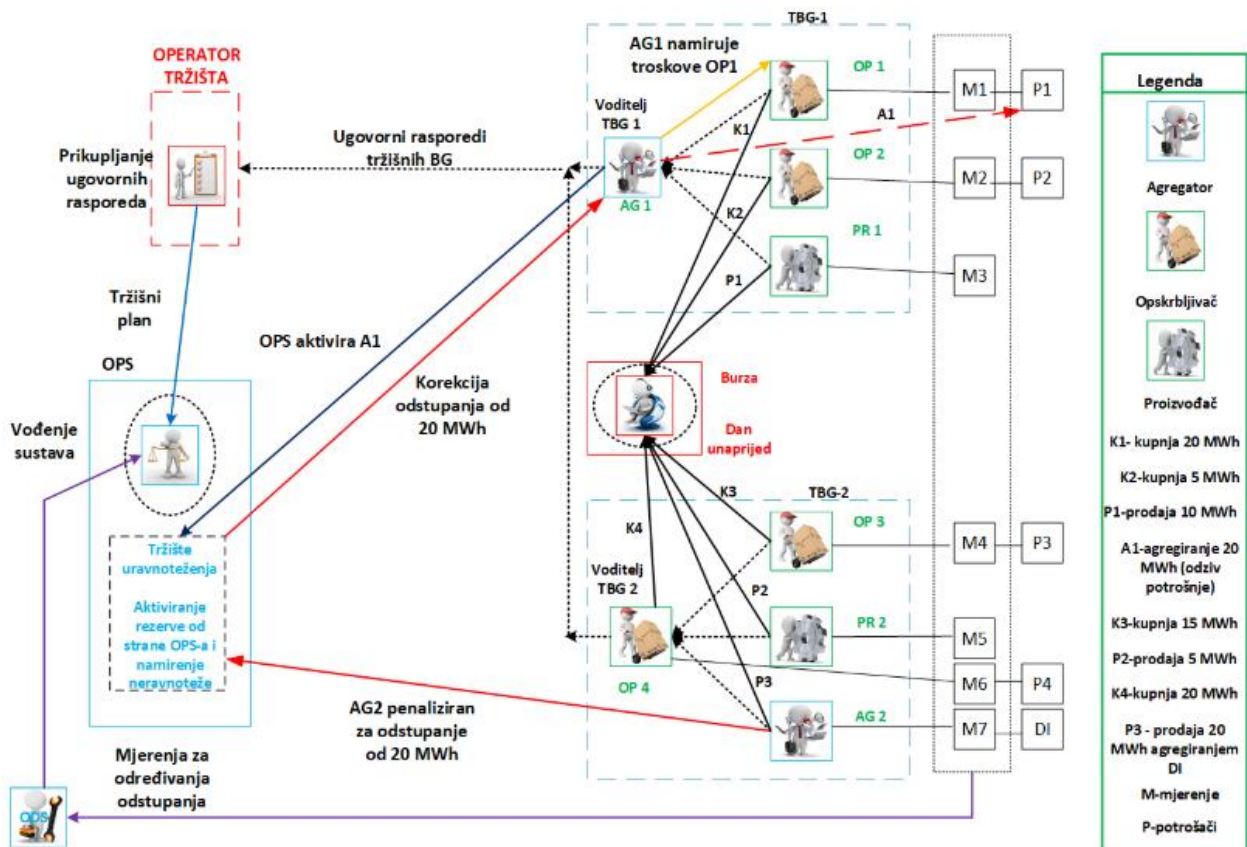 OPERATOR
TRŽIŠTA
Prikupljanje
ugovornih
rasporeda
Ugovorni rasporedi
tržišnih BG
Tržišni
plan
OPS
Vođenje
sustava
Tržište
uravnoteženja
Aktiviranje
rezerve od
strane OPS-a i
namirenje
neravnoteže
OPS aktivira A1
Korekcija
odstupanja od
20 MWh
AG2 penaliziran
za odstupanje
od 20 MWh
Mjerenja za
određivanja
odstupanja
ODS
TBG-1
AG1 namiruje
troskove OP1
Voditelj
TBG 1
AG 1
OP 1
OP 2
PR 1
K1
K2
P1
A1
M1
P1
M2
P2
M3
Burza
Dan
unaprijed
TBG-2
K3
K4
P2
P3
Voditelj
TBG 2
OP 4
OP 3
PR 2
AG 2
M4
P3
M5
M6
P4
M7
DI
Legenda
Agregator
Opskrbljivač
Proizvođač
K1- kupnja 20 MWh
K2-kupnja 5 MWh
P1-prodaja 10 MWh
A1-agregiranje 20
MWh (odziv
potrošnje)
K3-kupnja 15 MWh
P2-prodaja 5 MWh
K4-kupnja 20 MWh
P3 - prodaja 20
MWh agregiranjem
DI
M-mjerenje
P-potrošači